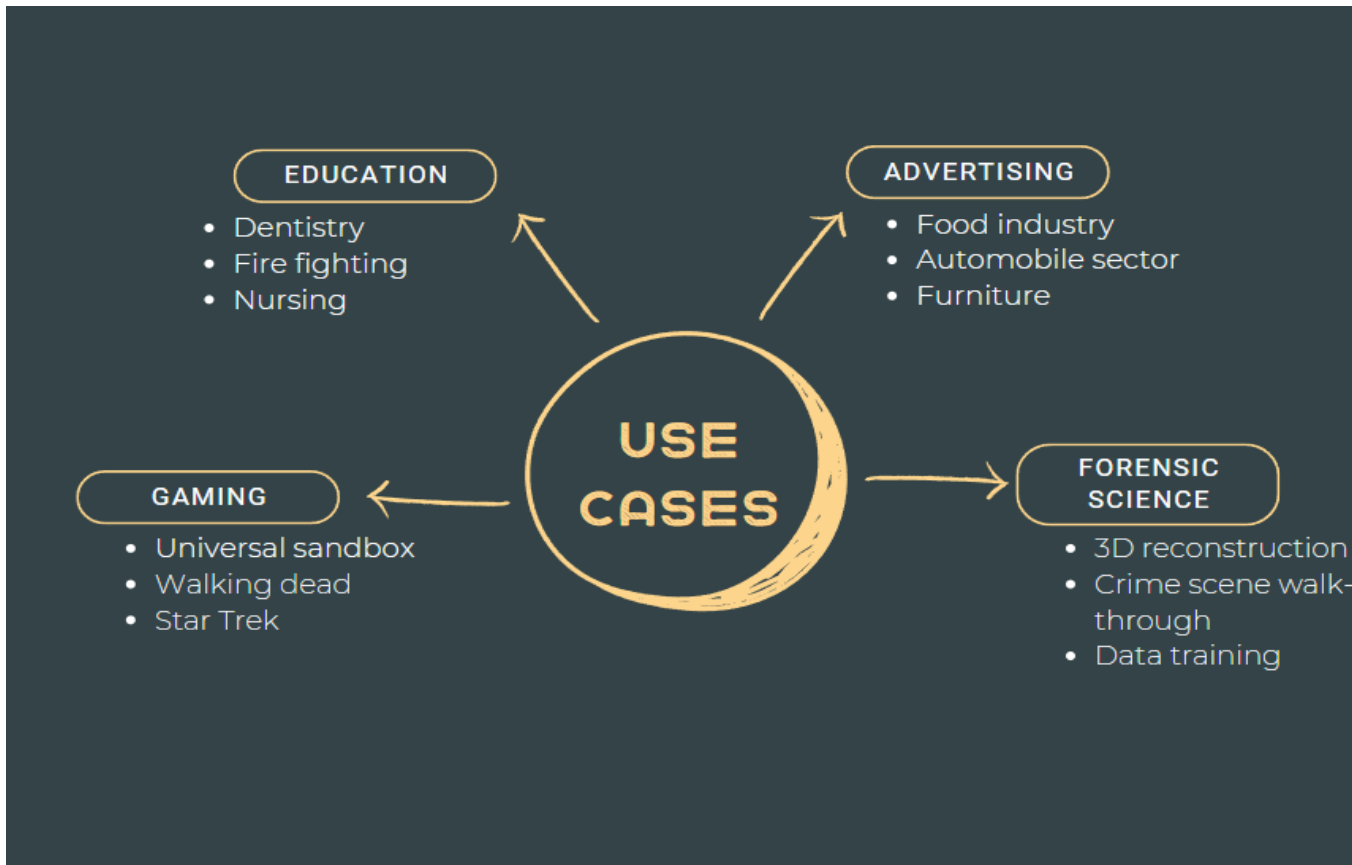 EDUCATION
• Dentistry
• Fire fighting
• Nursing
ADVERTISING
• Food industry
• Automobile sector
• Furniture
USE
CASES
GAMING
• Universal sandbox
• Walking dead
• Star Trek
FORENSIC
SCIENCE
• 3D reconstruction
• Crime scene walk-
through
• Data training